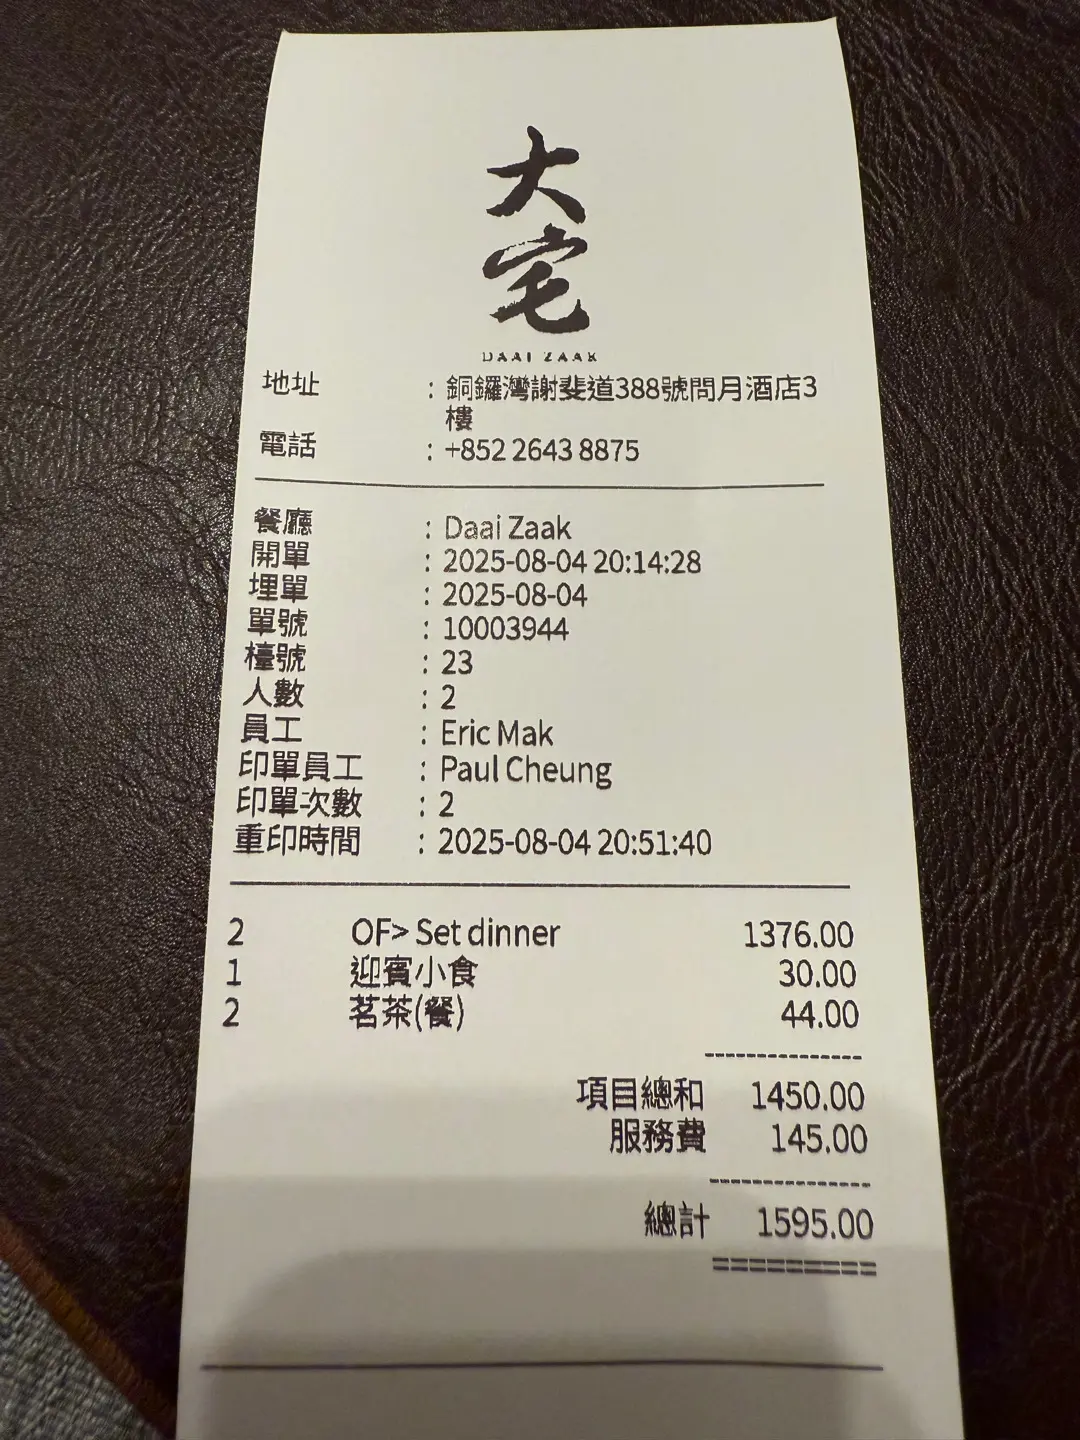 大
宅
DAAI ZAAK
地址 : 銅鑼灣謝斐道388號問月酒店3
樓
電話 : +852 2643 8875
餐廳 : Daai Zaak
開單 : 2025-08-04 20:14:28
埋單 : 2025-08-04
單號 : 10003944
檯號 : 23
人數 : 2
員工 : Eric Mak
印單員工 : Paul Cheung
印單次數 : 2
重印時間 : 2025-08-04 20:51:40
2 OF> Set dinner 1376.00
1 迎賓小食 30.00
2 茗茶(餐) 44.00
--------------
項目總和 1450.00
服務費 145.00
--------------
總計 1595.00
=========